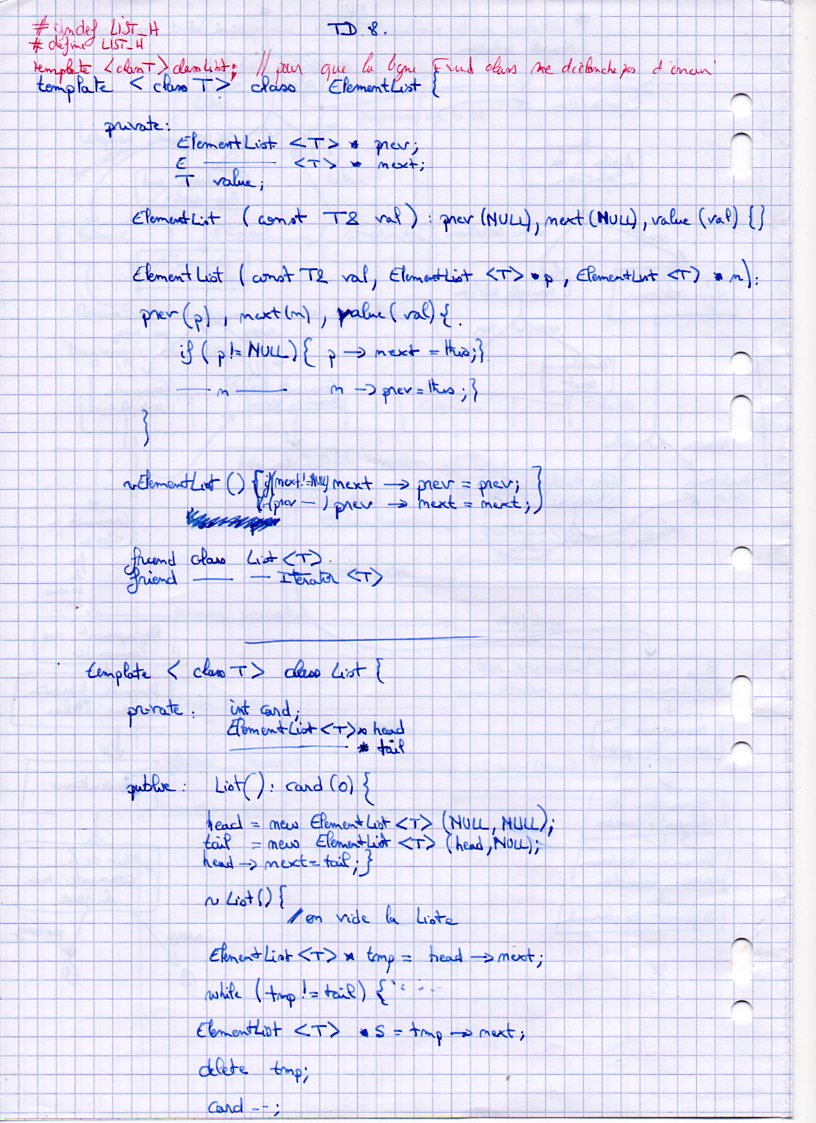 TD 8.
# ifndef LIST_H
# define LIST_H
template <class T> class List; // pour que la ligne Friend class ne déclenche pas d'erreur
template < class T> class ElementList {
private:
ElementList <T> * prev;
E ——— <T> * next;
T value;
ElementList ( const T& val ) : prev (NULL), next (NULL), value (val) {}
ElementList ( const T& val, ElementList <T> * p , ElementList <T> * n):
prev (p) , next (n) , value ( val) {
if ( p != NULL) { p -> next = this; }
—— n —— n -> prev = this ; }
}
~ElementList () { if (next != NULL) next -> prev = prev; }
(prev — ) prev -> next = next;
friend class List <T>
friend —— — Iterator <T>
template < class T> class List {
private : int card;
ElementList <T> * head
——— * tail
public : List() : card (0) {
head = new ElementList <T> (NULL, NULL);
tail = new ElementList <T> (head, NULL);
head -> next = tail; }
~ List() {
// on vide la Liste
ElementList <T> * tmp = head -> next;
while (tmp != tail) {
ElementList <T> * S = tmp -> next;
delete tmp;
card --;